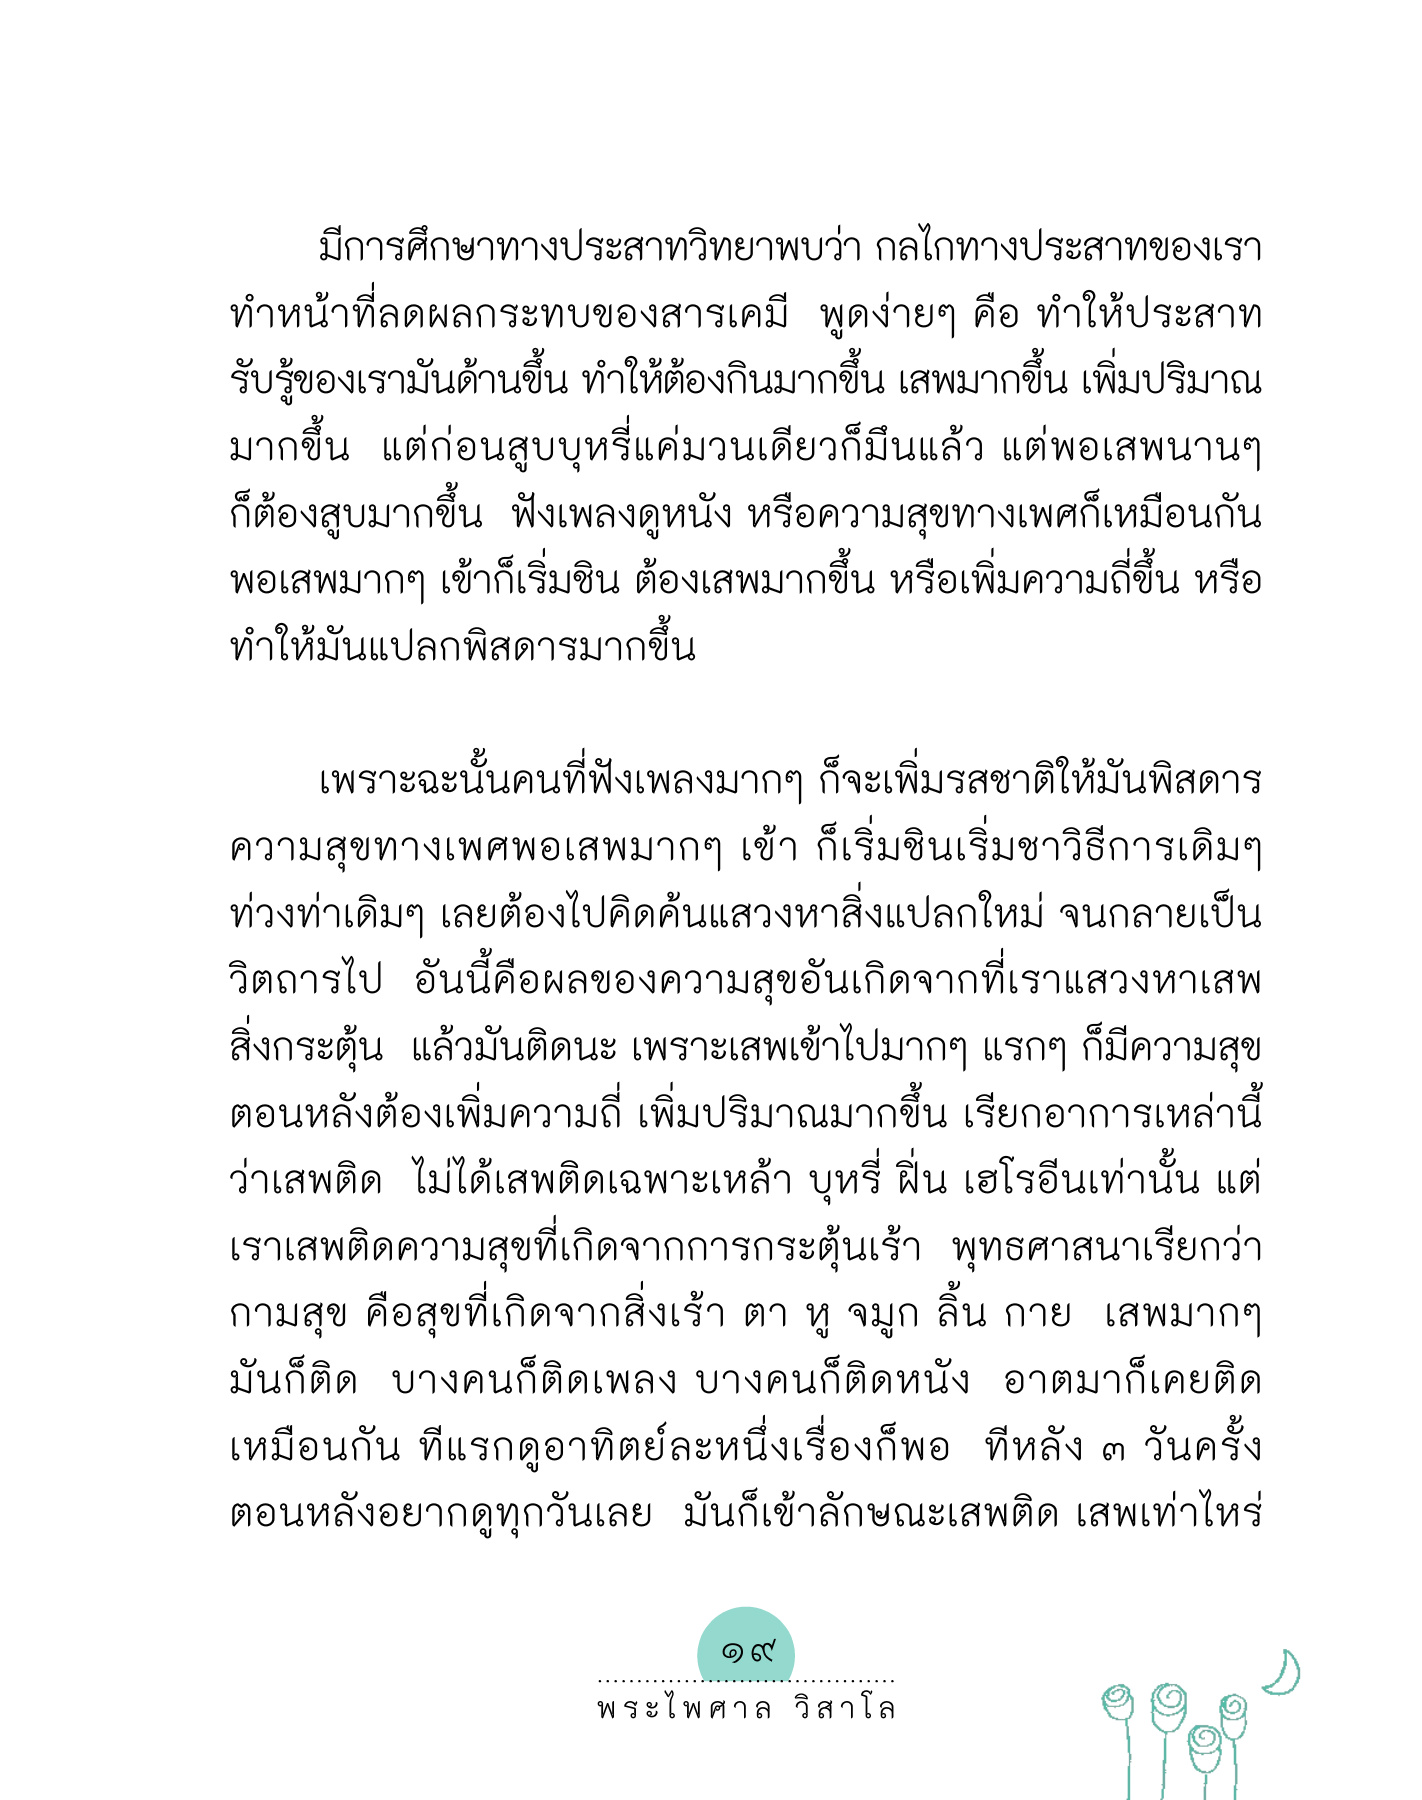 มีการศึกษาทางประสาทวิทยาพบว่า กลไกทางประสาทของเรา
ทำหน้าที่ลดผลกระทบของสารเคมี  พูดง่ายๆ คือ ทำให้ประสาท
รับรู้ของเรามันด้านขึ้น ทำให้ต้องกินมากขึ้น เสพมากขึ้น เพิ่มปริมาณ
มากขึ้น  แต่ก่อนสูบบุหรี่แค่มวนเดียวก็มึนแล้ว แต่พอเสพนานๆ
ก็ต้องสูบมากขึ้น  ฟังเพลงดูหนัง หรือความสุขทางเพศก็เหมือนกัน
พอเสพมากๆ เข้าก็เริ่มชิน ต้องเสพมากขึ้น หรือเพิ่มความถี่ขึ้น หรือ
ทำให้มันแปลกพิสดารมากขึ้น
เพราะฉะนั้นคนที่ฟังเพลงมากๆ ก็จะเพิ่มรสชาติให้มันพิสดาร
ความสุขทางเพศพอเสพมากๆ เข้า ก็เริ่มชินเริ่มชาวิธีการเดิมๆ
ท่วงท่าเดิมๆ เลยต้องไปคิดค้นแสวงหาสิ่งแปลกใหม่ จนกลายเป็น
วิตถารไป  อันนี้คือผลของความสุขอันเกิดจากที่เราแสวงหาเสพ
สิ่งกระตุ้น  แล้วมันติดนะ เพราะเสพเข้าไปมากๆ แรกๆ ก็มีความสุข
ตอนหลังต้องเพิ่มความถี่ เพิ่มปริมาณมากขึ้น เรียกอาการเหล่านี้
ว่าเสพติด  ไม่ได้เสพติดเฉพาะเหล้า บุหรี่ ฝิ่น เฮโรอีนเท่านั้น แต่
เราเสพติดความสุขที่เกิดจากการกระตุ้นเร้า  พุทธศาสนาเรียกว่า
กามสุข คือสุขที่เกิดจากสิ่งเร้า ตา หู จมูก ลิ้น กาย  เสพมากๆ
มันก็ติด  บางคนก็ติดเพลง บางคนก็ติดหนัง  อาตมาก็เคยติด
เหมือนกัน ทีแรกดูอาทิตย์ละหนึ่งเรื่องก็พอ  ทีหลัง ๓ วันครั้ง
ตอนหลังอยากดูทุกวันเลย  มันก็เข้าลักษณะเสพติด เสพเท่าไหร่
๑๙
พระไพศาล วิสาโล